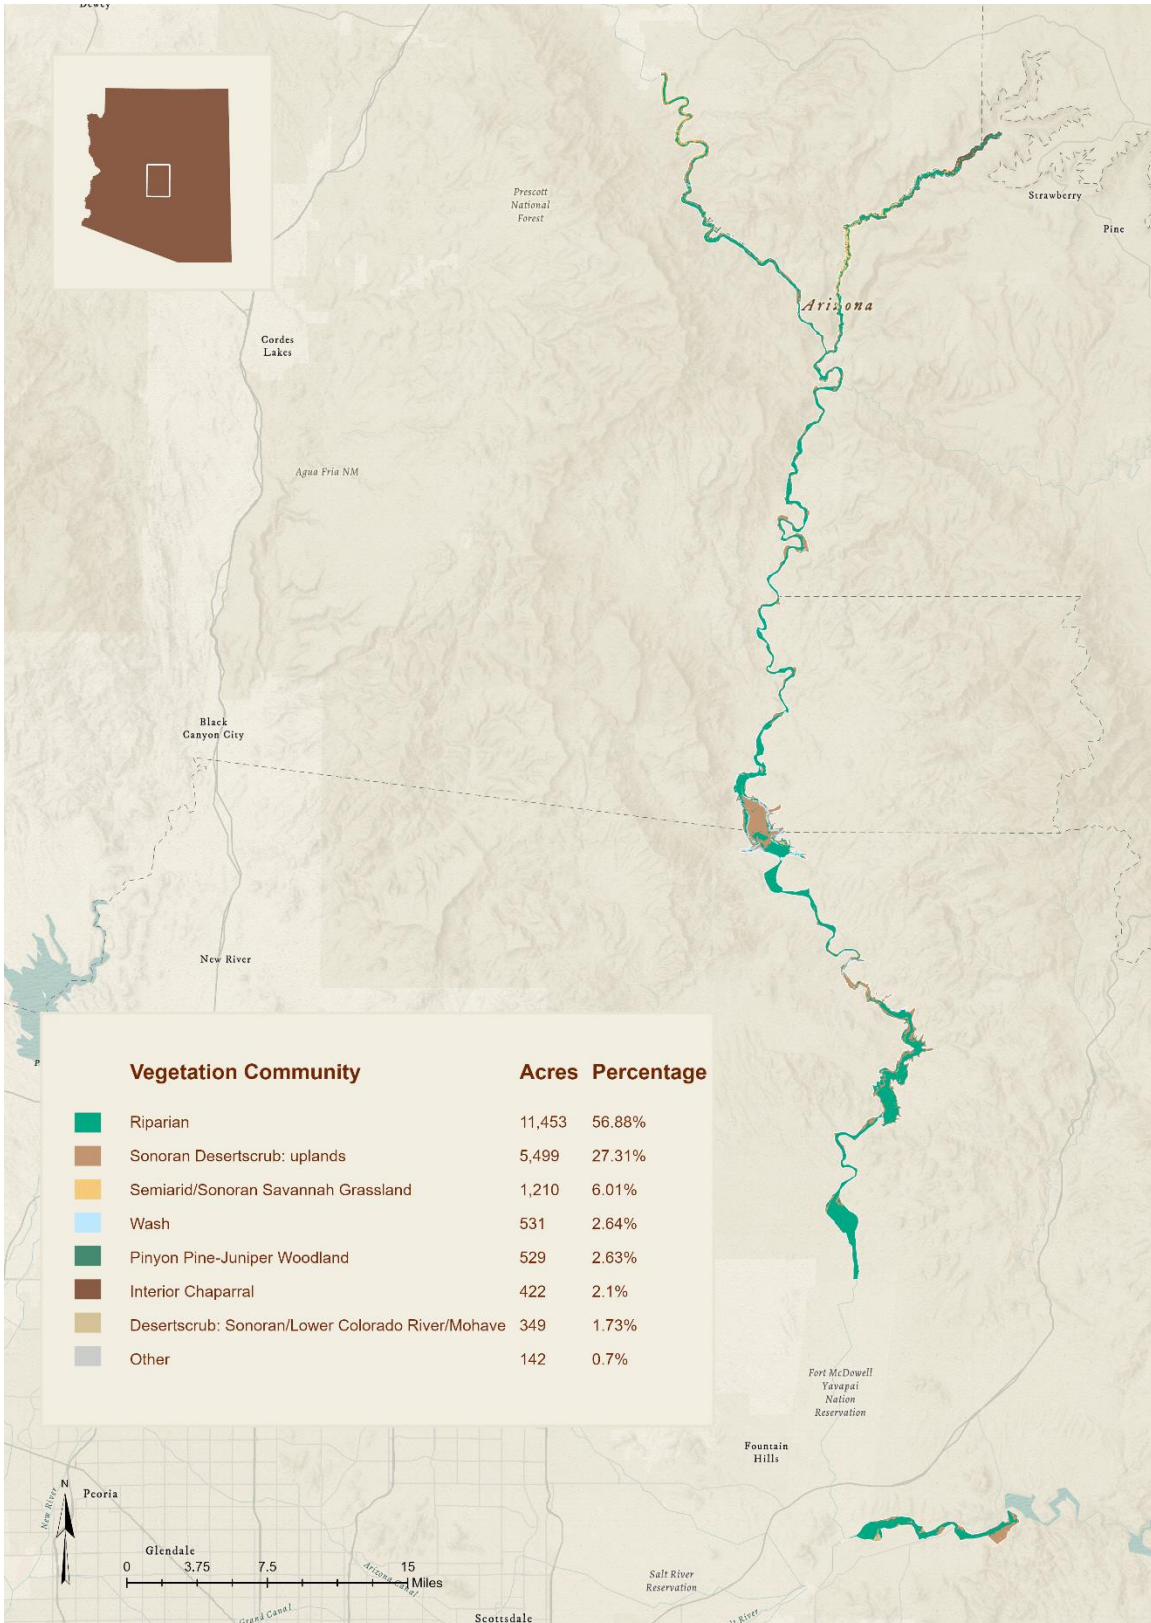 Dewey
Prescott
National
Forest
Strawberry
Pine
Arizona
Cordes
Lakes
Agua Fria NM
Black
Canyon City
New River
Vegetation Community Acres Percentage
Riparian 11,453 56.88%
Sonoran Desertscrub: uplands 5,499 27.31%
Semiarid/Sonoran Savannah Grassland 1,210 6.01%
Wash 531 2.64%
Pinyon Pine-Juniper Woodland 529 2.63%
Interior Chaparral 422 2.1%
Desertscrub: Sonoran/Lower Colorado River/Mohave 349 1.73%
Other 142 0.7%
Fort McDowell
Yavapai
Nation
Reservation
Fountain
Hills
N
Peoria
New River
Glendale
0 3.75 7.5 15
Miles
Arizona Canal
Grand Canal
Salt River
Reservation
Scottsdale
River